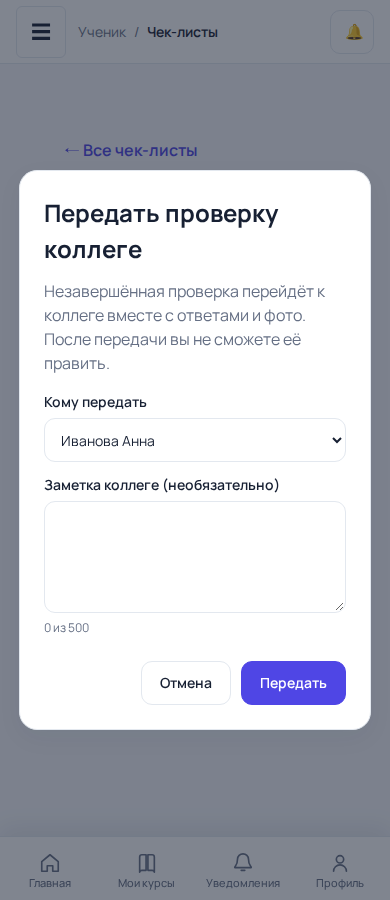 Ученик / Чек-листы
← Все чек-листы
Передать проверку
коллеге
Незавершённая проверка перейдёт к
коллеге вместе с ответами и фото.
После передачи вы не сможете её
править.
Кому передать
Иванова Анна
Заметка коллеге (необязательно)
0 из 500
Отмена Передать
Главная Мои курсы Уведомления Профиль